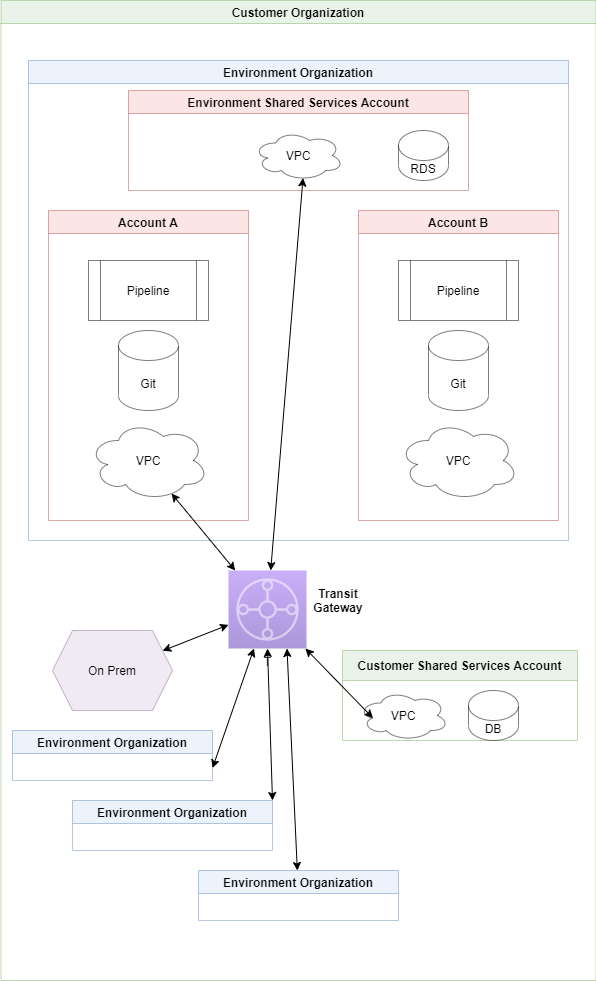 Customer Organization
Environment Organization
Environment Shared Services Account
VPC
RDS
Account A
Pipeline
Git
VPC
Account B
Pipeline
Git
VPC
Transit
Gateway
On Prem
Customer Shared Services Account
VPC
DB
Environment Organization
Environment Organization
Environment Organization